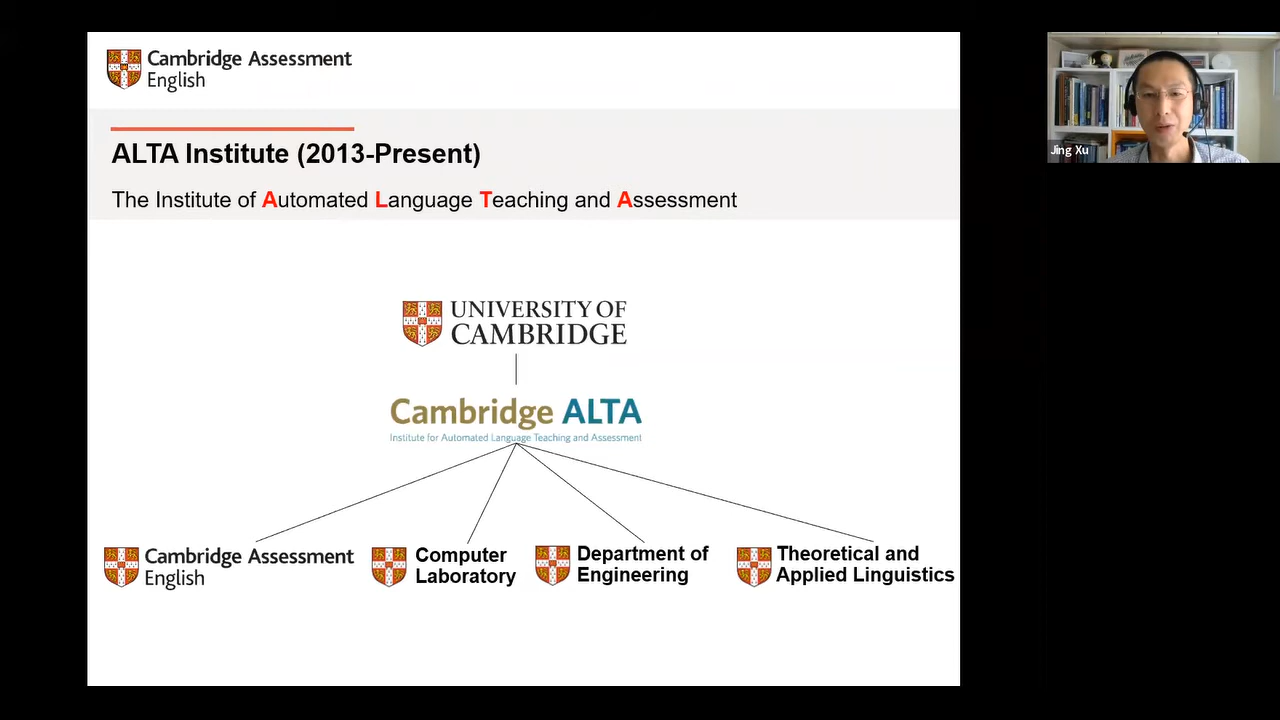 Cambridge Assessment
English
ALTA Institute (2013-Present)
The Institute of Automated Language Teaching and Assessment
Jing Xu
UNIVERSITY OF
CAMBRIDGE
Cambridge ALTA
Institute for Automated Language Teaching and Assessment
Cambridge Assessment
English
Computer
Laboratory
Department of
Engineering
Theoretical and
Applied Linguistics